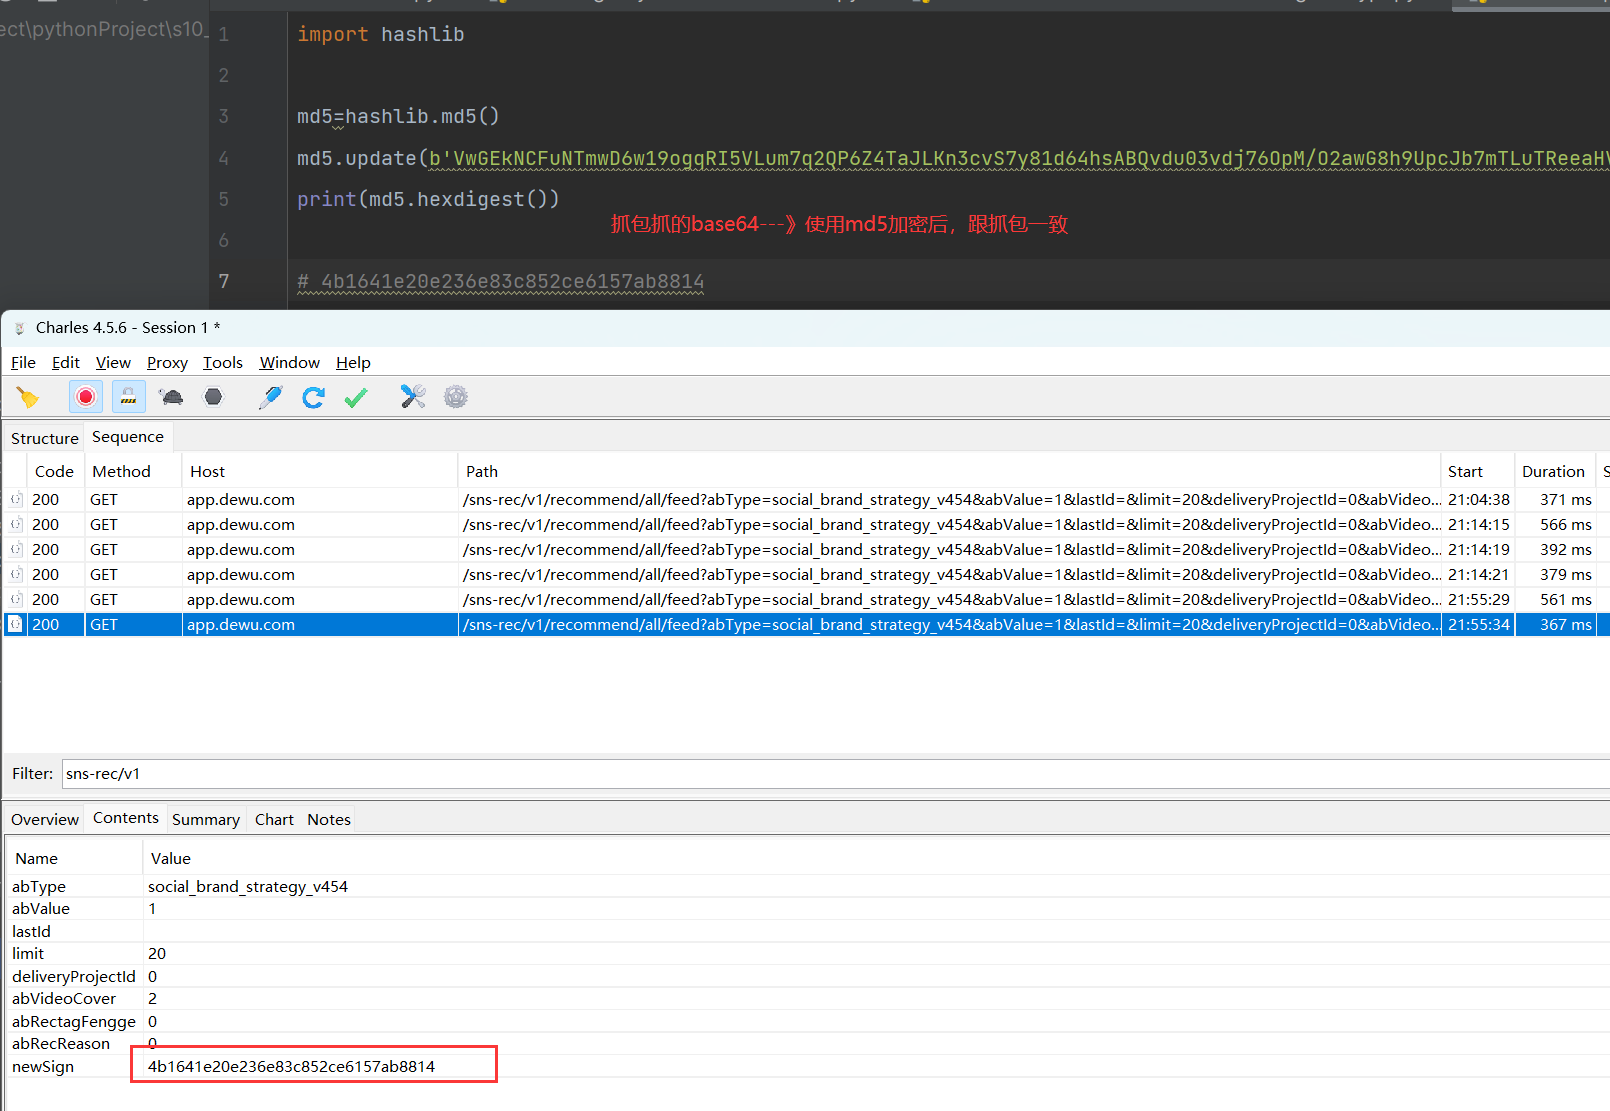 ect\pythonProject\s10_
1 import hashlib
2
3 md5=hashlib.md5()
4 md5.update(b'VwGEkNCFuNTmwD6w19ogqRI5VLum7q2QP6Z4TaJLKn3cvS7y81d64hsABQvdu03vdj76OpM/O2awG8h9UpcJb7mTLuTReeaHV
5 print(md5.hexdigest())
抓包抓的base64---》使用md5加密后，跟抓包一致
6
7 # 4b1641e20e236e83c852ce6157ab8814
Charles 4.5.6 - Session 1 *
File Edit View Proxy Tools Window Help
Structure Sequence
Code Method Host Path Start Duration S
200 GET app.dewu.com /sns-rec/v1/recommend/all/feed?abType=social_brand_strategy_v454&abValue=1&lastId=&limit=20&deliveryProjectId=0&abVideo... 21:04:38 371 ms
200 GET app.dewu.com /sns-rec/v1/recommend/all/feed?abType=social_brand_strategy_v454&abValue=1&lastId=&limit=20&deliveryProjectId=0&abVideo... 21:14:15 566 ms
200 GET app.dewu.com /sns-rec/v1/recommend/all/feed?abType=social_brand_strategy_v454&abValue=1&lastId=&limit=20&deliveryProjectId=0&abVideo... 21:14:19 392 ms
200 GET app.dewu.com /sns-rec/v1/recommend/all/feed?abType=social_brand_strategy_v454&abValue=1&lastId=&limit=20&deliveryProjectId=0&abVideo... 21:14:21 379 ms
200 GET app.dewu.com /sns-rec/v1/recommend/all/feed?abType=social_brand_strategy_v454&abValue=1&lastId=&limit=20&deliveryProjectId=0&abVideo... 21:55:29 561 ms
200 GET app.dewu.com /sns-rec/v1/recommend/all/feed?abType=social_brand_strategy_v454&abValue=1&lastId=&limit=20&deliveryProjectId=0&abVideo... 21:55:34 367 ms
Filter: sns-rec/v1
Overview Contents Summary Chart Notes
Name Value
abType social_brand_strategy_v454
abValue 1
lastId
limit 20
deliveryProjectId 0
abVideoCover 2
abRectagFengge 0
abRecReason 0
newSign 4b1641e20e236e83c852ce6157ab8814